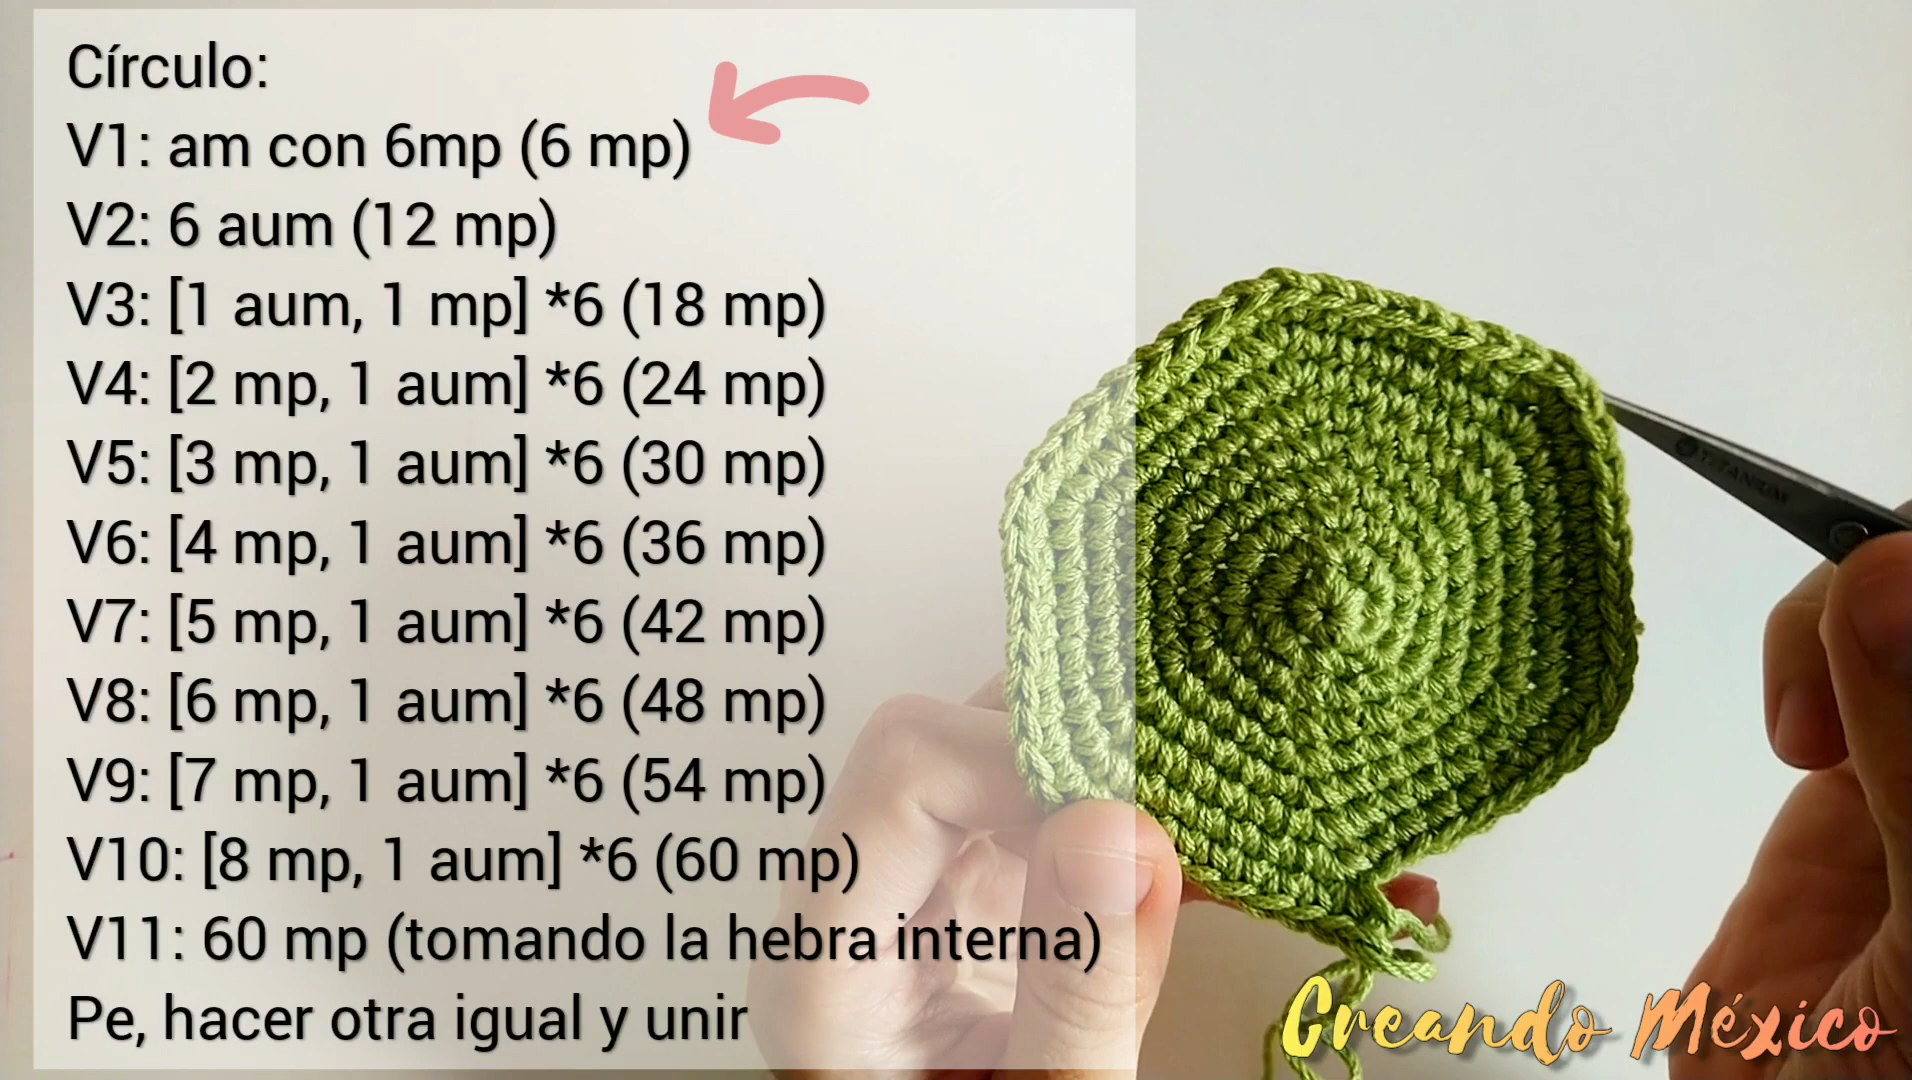 Círculo:
V1: am con 6mp (6 mp)
V2: 6 aum (12 mp)
V3: [1 aum, 1 mp] *6 (18 mp)
V4: [2 mp, 1 aum] *6 (24 mp)
V5: [3 mp, 1 aum] *6 (30 mp)
V6: [4 mp, 1 aum] *6 (36 mp)
V7: [5 mp, 1 aum] *6 (42 mp)
V8: [6 mp, 1 aum] *6 (48 mp)
V9: [7 mp, 1 aum] *6 (54 mp)
V10: [8 mp, 1 aum] *6 (60 mp)
V11: 60 mp (tomando la hebra interna)
Pe, hacer otra igual y unir
TITANIUM
Creando México